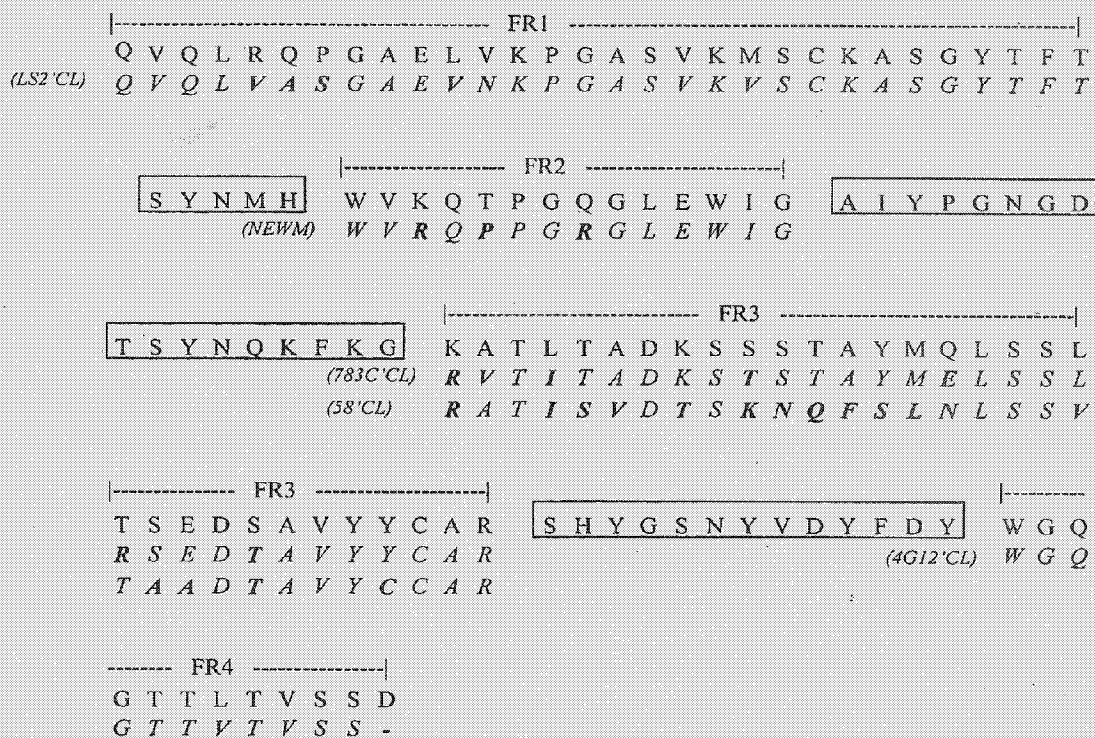 |---------------------------------- FR1 ----------------------------------|
Q V Q L R Q P G A E L V K P G A S V K M S C K A S G Y T F T
(LS2'CL) Q V Q L V A S G A E V N K P G A S V K V S C K A S G Y T F T
|--------------- FR2 ---------------|
S Y N M H W V K Q T P G Q G L E W I G A I Y P G N G D
(NEWM) W V R Q P P G R G L E W I G
|---------------------- FR3 ----------------------|
T S Y N Q K F K G K A T L T A D K S S S T A Y M Q L S S L
(783C'CL) R V T I T A D K S T S T A Y M E L S S L
(58'CL) R A T I S V D T S K N Q F S L N L S S V
|----------- FR3 --------------|
T S E D S A V Y Y C A R S H Y G S N Y V D Y F D Y |------- W G Q
R S E D T A V Y Y C A R (4G12'CL) W G Q
T A A D T A V Y C C A R
------- FR4 -----------|
G T T L T V S S D
G T T V T V S S -